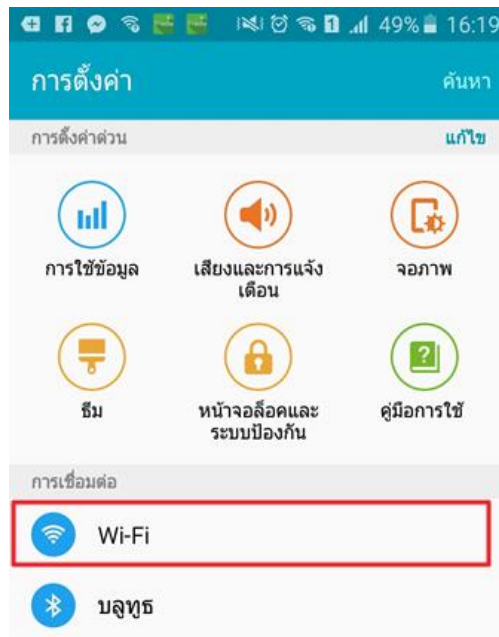 49% 16:19
การตั้งค่า ค้นหา
การตั้งค่าด่วน แก้ไข
การใช้ข้อมูล เสียงและการแจ้ง จอภาพ
เตือน
ธีม หน้าจอล็อคและ คู่มือการใช้
ระบบป้องกัน
การเชื่อมต่อ
Wi-Fi
บลูทูธ